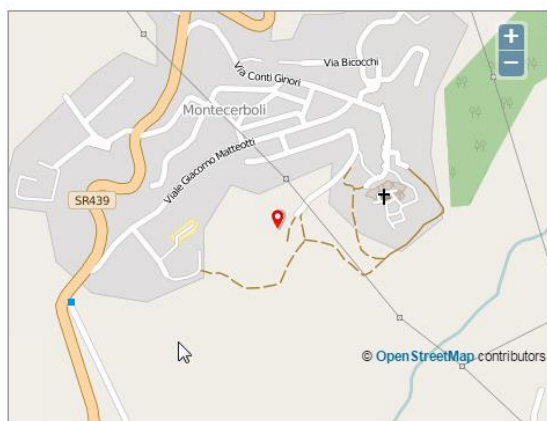 +
−
Via Bicocchi
Via Conti Ginori
Montecerboli
Viale Giacomo Matteotti
SR439
© OpenStreetMap contributors